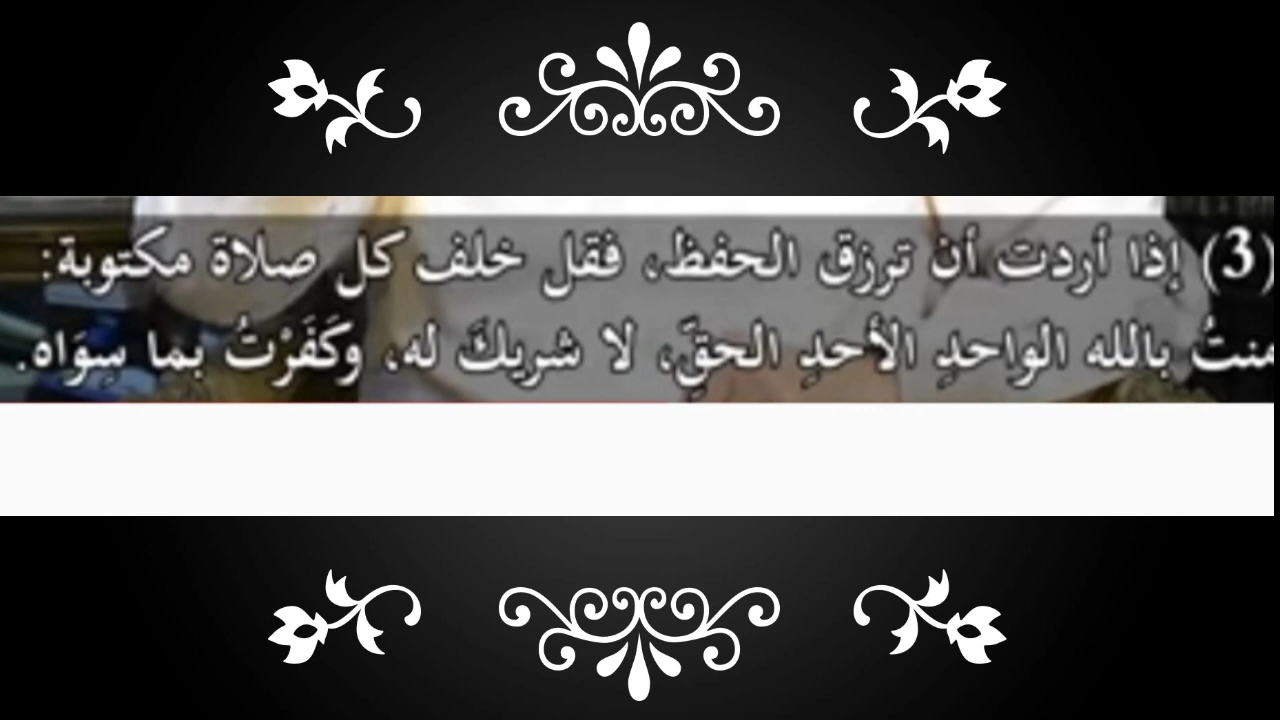 (3) إذا أردت أن ترزق الحفظ، فقل خلف كل صلاة مكتوبة:
منتُ بالله الواحدِ الأحدِ الحقِّ، لا شريكَ له، وكَفَرْتُ بما سِوَاه.